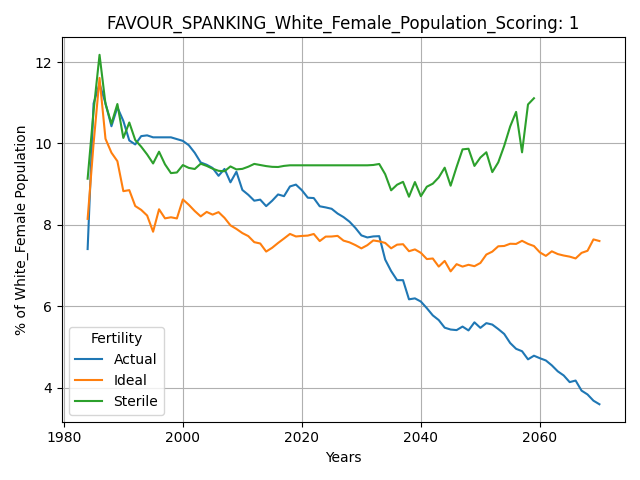 FAVOUR_SPANKING_White_Female_Population_Scoring: 1
% of White_Female Population
12
10
8
6
4
Fertility
Actual
Ideal
Sterile
1980
2000
2020
2040
2060
Years